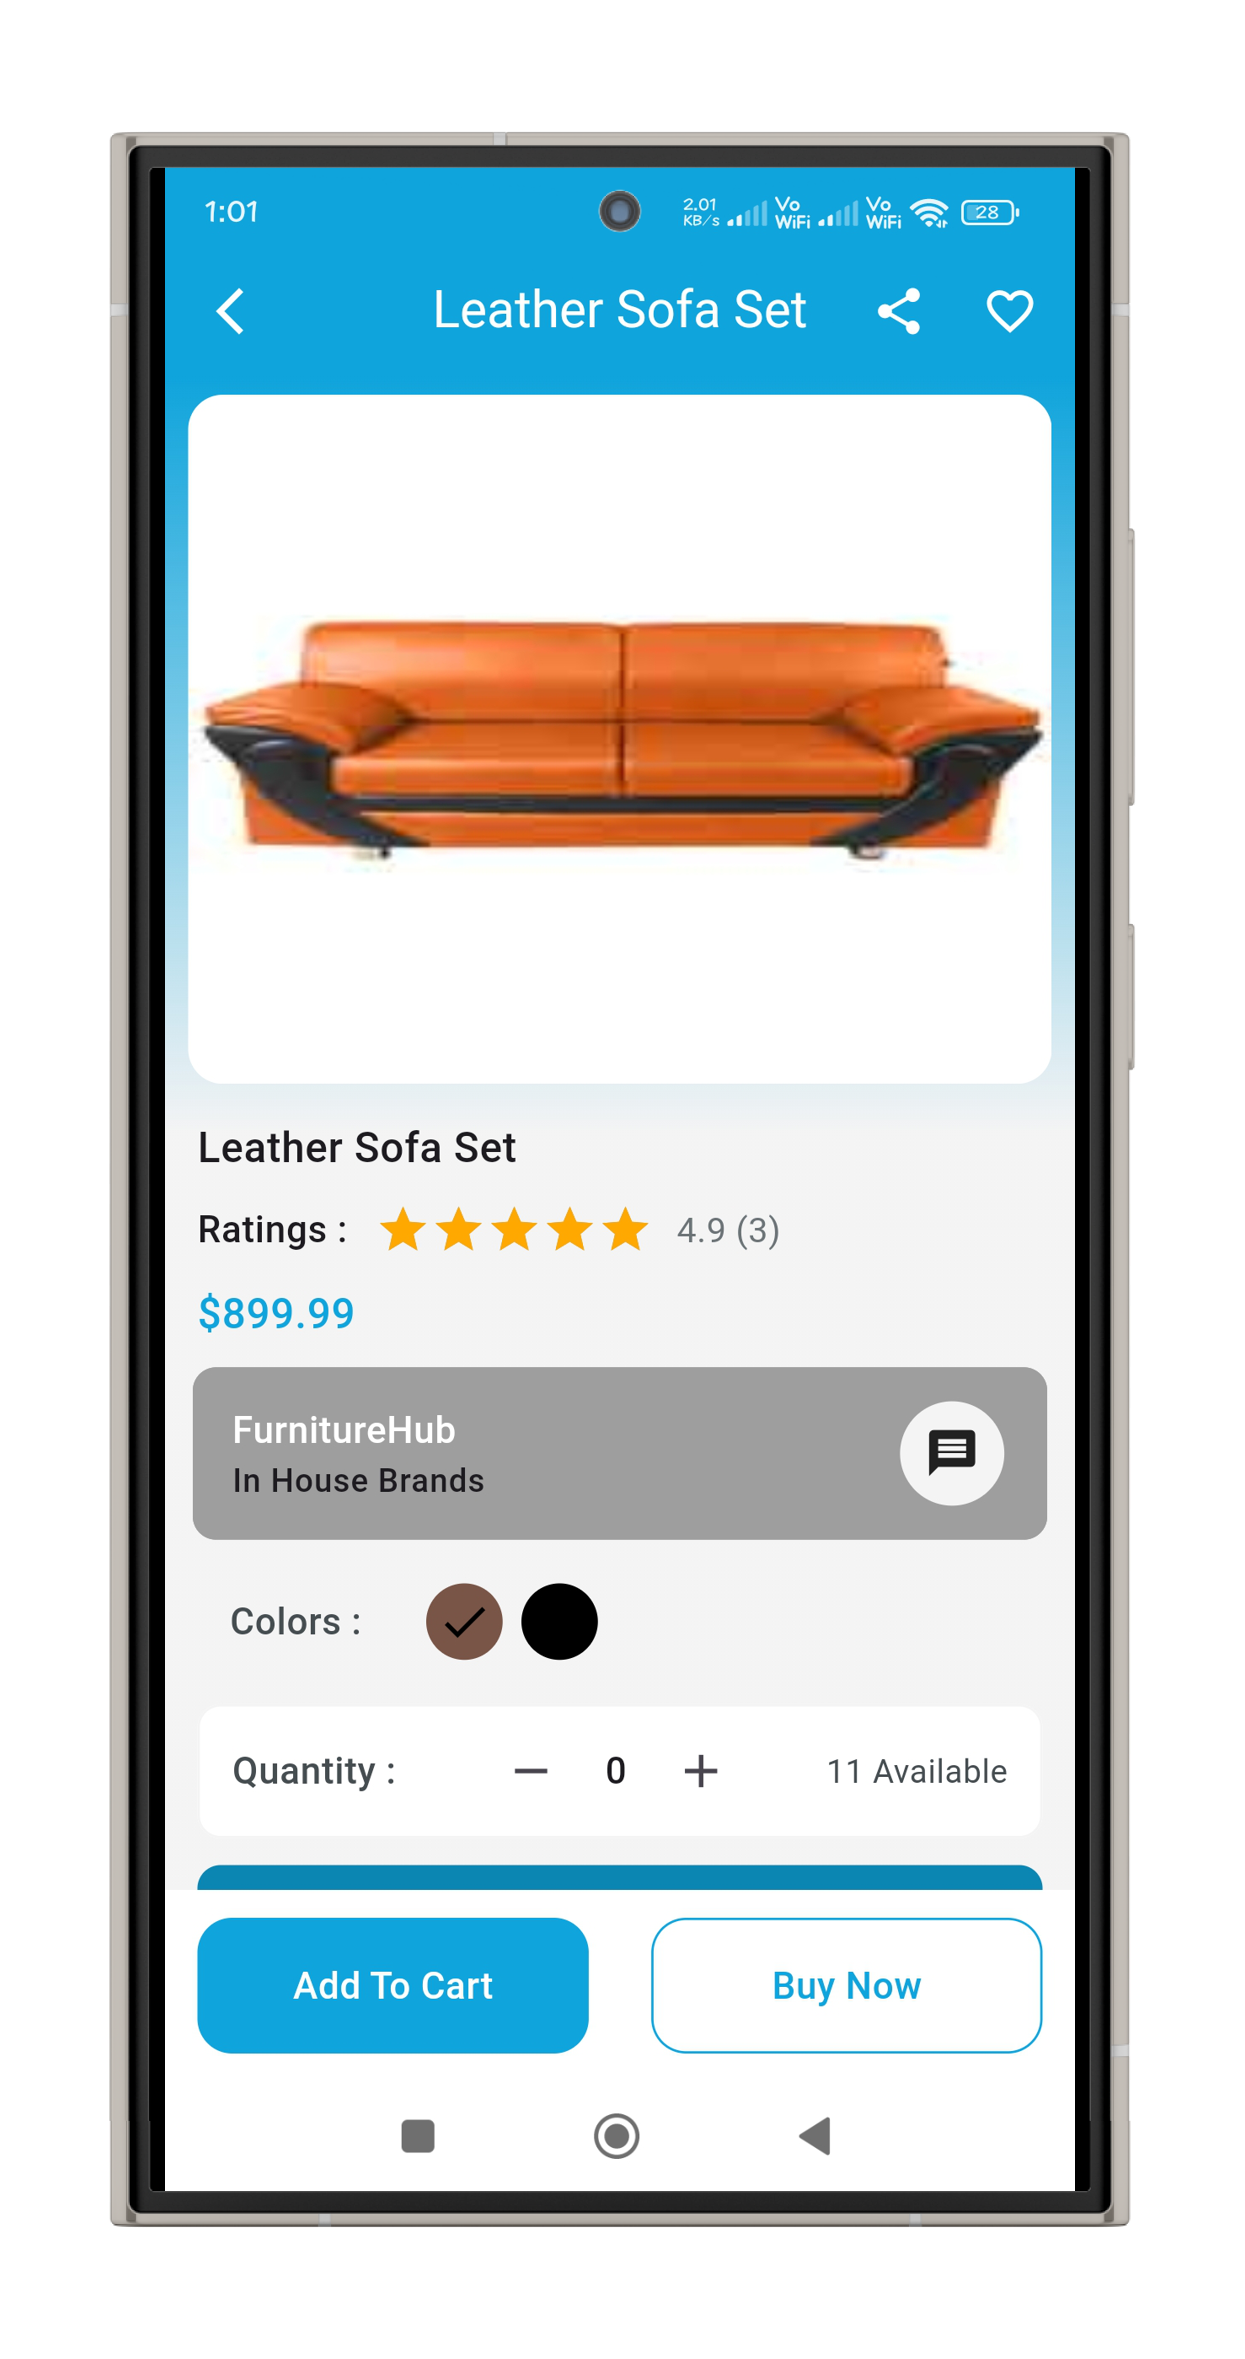 1:01
2.01 KB/s Vo WiFi Vo WiFi 28
Leather Sofa Set
Leather Sofa Set
Ratings : 4.9 (3)
$899.99
FurnitureHub
In House Brands
Colors :
Quantity : 0 11 Available
Add To Cart Buy Now